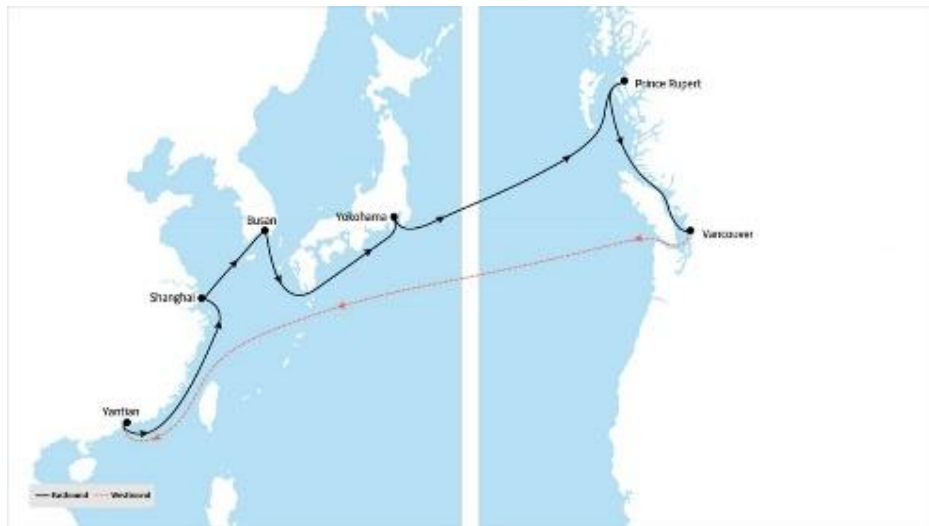 Prince Rupert
Busan
Yokohama
Vancouver
Shanghai
Yantian
Eastbound Westbound